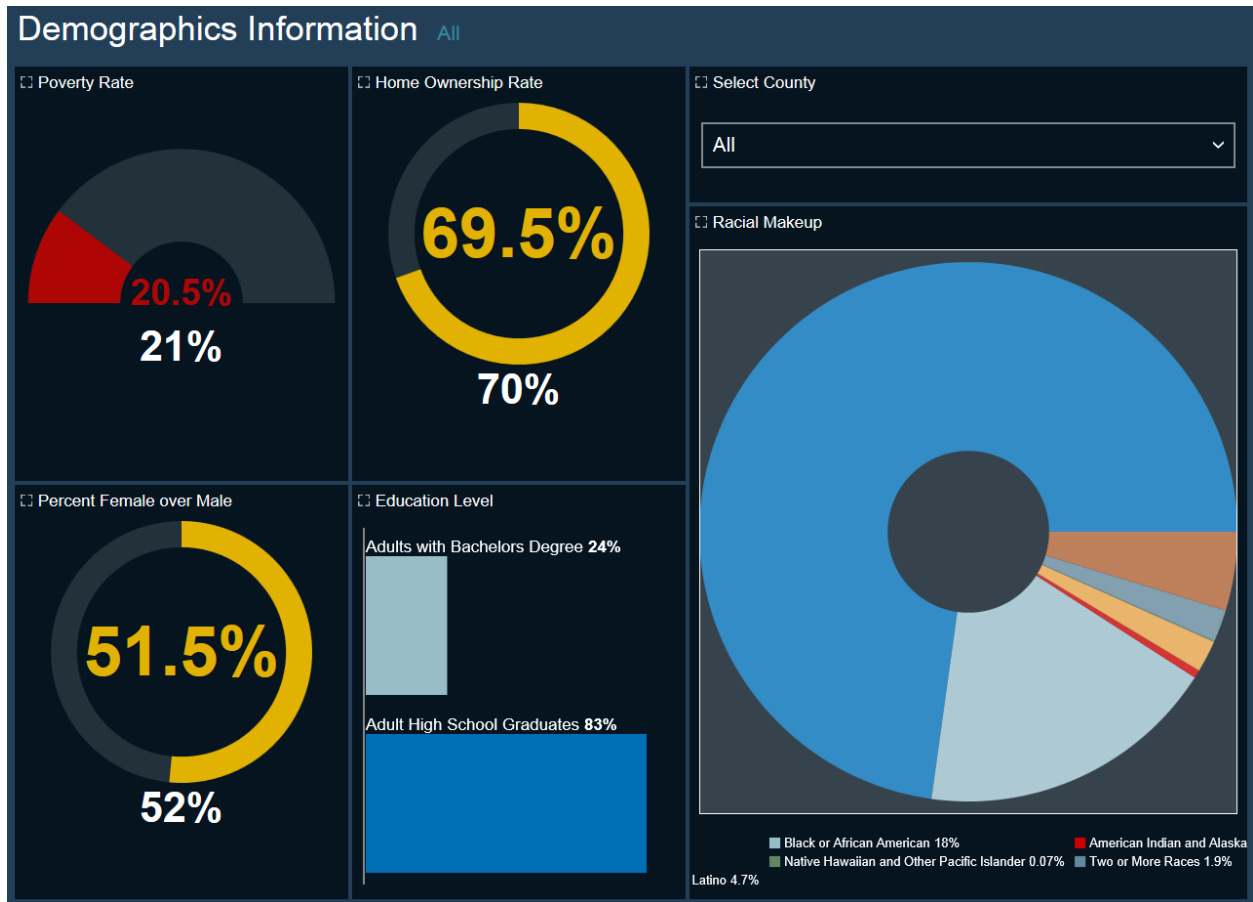 Demographics Information All
Poverty Rate
20.5%
21%
Home Ownership Rate
69.5%
70%
Select County
All
Racial Makeup
Black or African American 18%
American Indian and Alaska
Native Hawaiian and Other Pacific Islander 0.07%
Two or More Races 1.9%
Latino 4.7%
Percent Female over Male
51.5%
52%
Education Level
Adults with Bachelors Degree 24%
Adult High School Graduates 83%